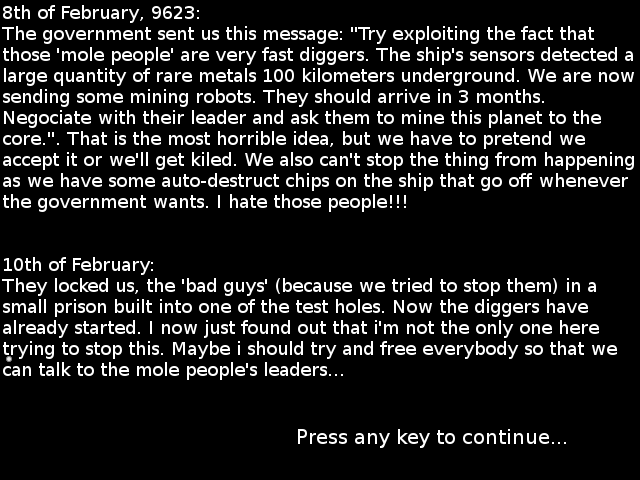 8th of February, 9623:
The government sent us this message: "Try exploiting the fact that
those 'mole people' are very fast diggers. The ship's sensors detected a
large quantity of rare metals 100 kilometers underground. We are now
sending some mining robots. They should arrive in 3 months.
Negociate with their leader and ask them to mine this planet to the
core.". That is the most horrible idea, but we have to pretend we
accept it or we'll get kiled. We also can't stop the thing from happening
as we have some auto-destruct chips on the ship that go off whenever
the government wants. I hate those people!!!
10th of February:
They locked us, the 'bad guys' (because we tried to stop them) in a
small prison built into one of the test holes. Now the diggers have
already started. I now just found out that i'm not the only one here
trying to stop this. Maybe i should try and free everybody so that we
can talk to the mole people's leaders...
Press any key to continue...